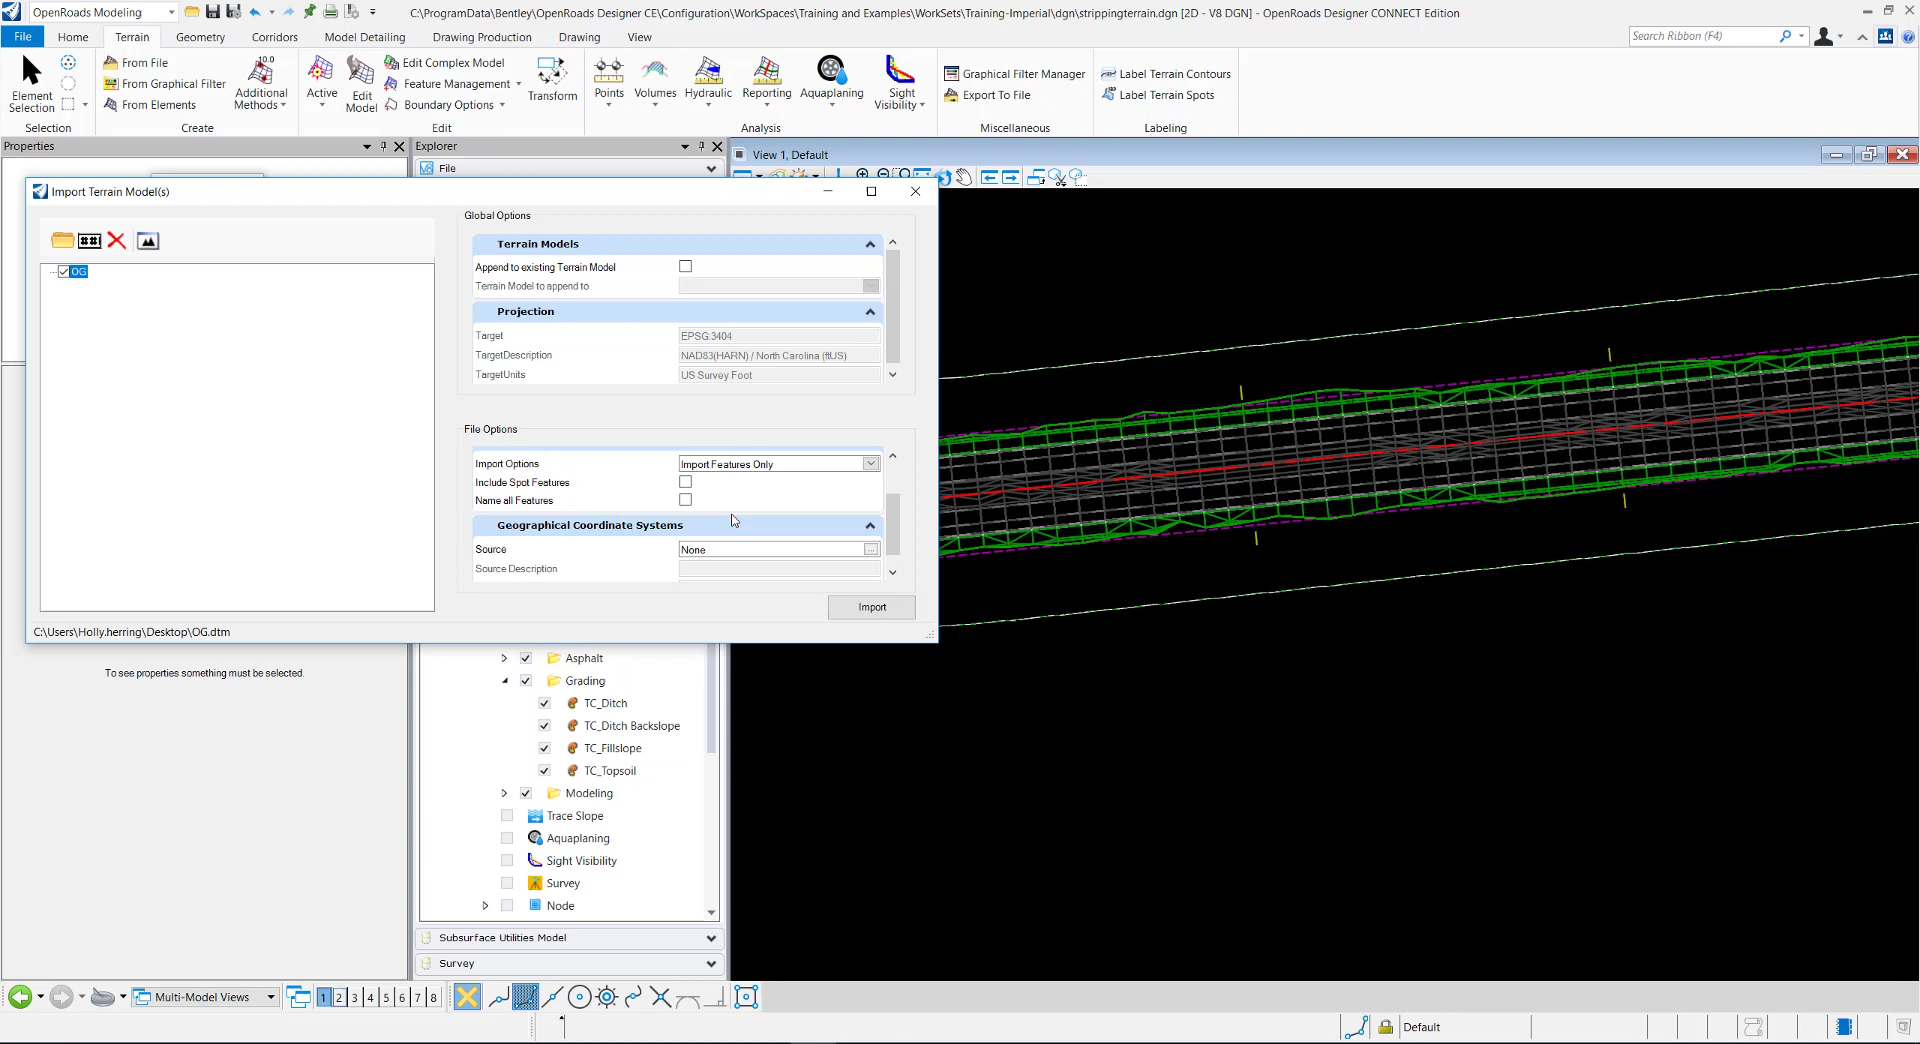 OpenRoads Modeling
C:\ProgramData\Bentley\OpenRoads Designer CE\Configuration\WorkSpaces\Training and Examples\WorkSets\Training-Imperial\dgn\strippingterrain.dgn [2D - V8 DGN] - OpenRoads Designer CONNECT Edition
File Home Terrain Geometry Corridors Model Detailing Drawing Production Drawing View
Search Ribbon (F4)
Element Selection
Selection
From File
From Graphical Filter
From Elements
10.0
Additional Methods
Create
Active
Edit Model
Edit Complex Model
Feature Management
Boundary Options
Transform
Edit
Points
Volumes
Hydraulic
Reporting
Aquaplaning
Sight Visibility
Analysis
Graphical Filter Manager
Export To File
Miscellaneous
Label Terrain Contours
Label Terrain Spots
Labeling
Properties
Explorer
File
View 1, Default
Import Terrain Model(s)
OG
Global Options
Terrain Models
Append to existing Terrain Model
Terrain Model to append to
Projection
Target EPSG:3404
TargetDescription NAD83(HARN) / North Carolina (ftUS)
TargetUnits US Survey Foot
File Options
Import Options Import Features Only
Include Spot Features
Name all Features
Geographical Coordinate Systems
Source None
Source Description
Import
C:\Users\Holly.herring\Desktop\OG.dtm
To see properties something must be selected.
Asphalt
Grading
TC_Ditch
TC_Ditch Backslope
TC_Fillslope
TC_Topsoil
Modeling
Trace Slope
Aquaplaning
Sight Visibility
Survey
Node
Subsurface Utilities Model
Survey
Multi-Model Views
1 2 3 4 5 6 7 8
Default